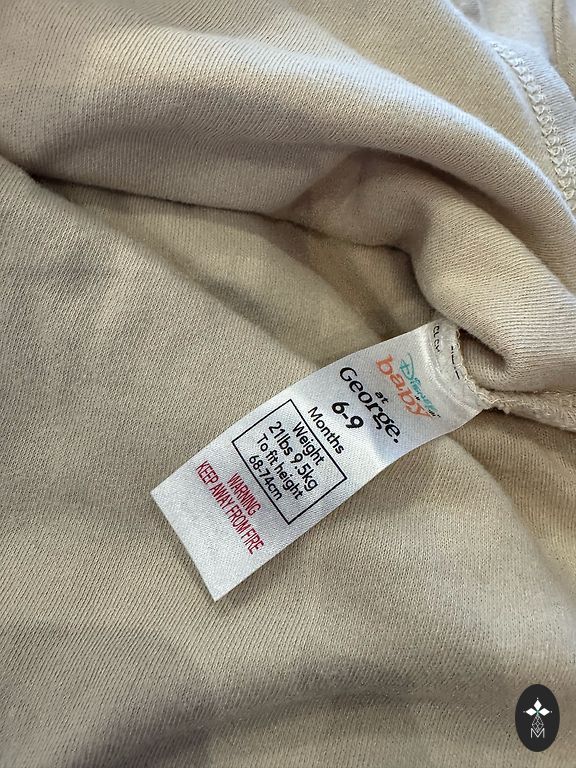 Disney
baby
at
George.
6-9
Months
Weight
21lbs 9.5kg
To fit height
68-74cm
WARNING
KEEP AWAY FROM FIRE
M